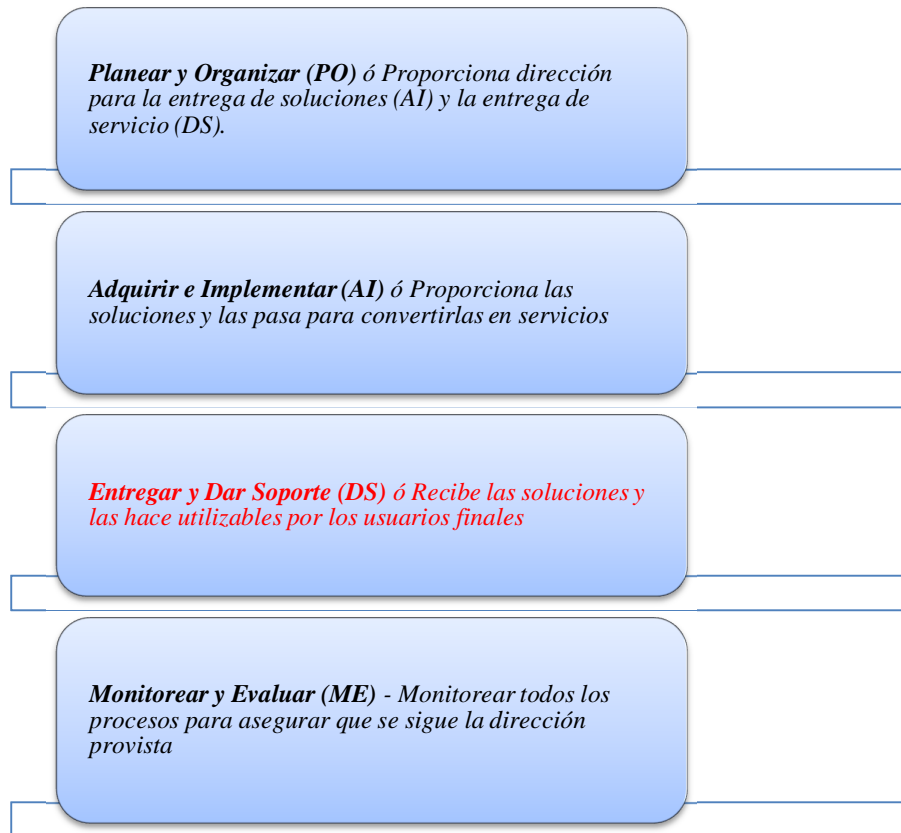 Planear y Organizar (PO) ó Proporciona dirección
para la entrega de soluciones (AI) y la entrega de
servicio (DS).
Adquirir e Implementar (AI) ó Proporciona las
soluciones y las pasa para convertirlas en servicios
Entregar y Dar Soporte (DS) ó Recibe las soluciones y
las hace utilizables por los usuarios finales
Monitorear y Evaluar (ME) - Monitorear todos los
procesos para asegurar que se sigue la dirección
provista